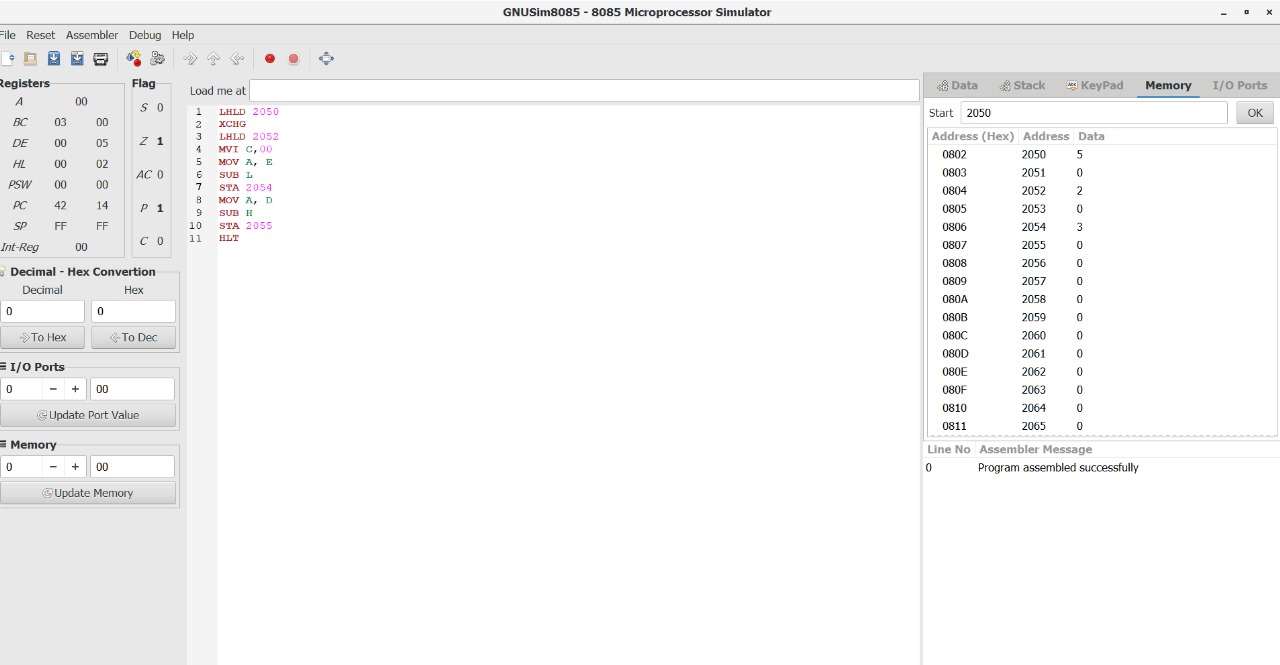 GNUSim8085 - 8085 Microprocessor Simulator
File Reset Assembler Debug Help
Registers
A 00
BC 03 00
DE 00 05
HL 00 02
PSW 00 00
PC 42 14
SP FF FF
Int-Reg 00
Flag
S 0
Z 1
AC 0
P 1
C 0
Decimal - Hex Convertion
Decimal Hex
0 0
To Hex To Dec
I/O Ports
0 − + 00
Update Port Value
Memory
0 − + 00
Update Memory
Load me at
1 LHLD 2050
2 XCHG
3 LHLD 2052
4 MVI C,00
5 MOV A, E
6 SUB L
7 STA 2054
8 MOV A, D
9 SUB H
10 STA 2055
11 HLT
Data Stack KeyPad Memory I/O Ports
Start 2050 OK
Address (Hex) Address Data
0802 2050 5
0803 2051 0
0804 2052 2
0805 2053 0
0806 2054 3
0807 2055 0
0808 2056 0
0809 2057 0
080A 2058 0
080B 2059 0
080C 2060 0
080D 2061 0
080E 2062 0
080F 2063 0
0810 2064 0
0811 2065 0
Line No Assembler Message
0 Program assembled successfully